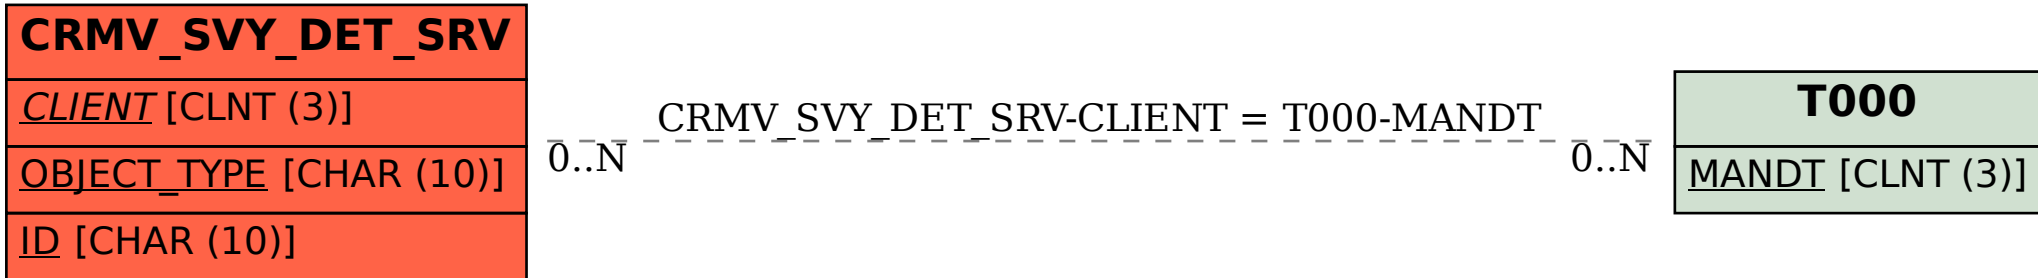 CRMV_SVY_DET_SRV
CLIENT [CLNT (3)]
OBJECT_TYPE [CHAR (10)]
ID [CHAR (10)]
CRMV_SVY_DET_SRV-CLIENT = T000-MANDT
0..N
0..N
T000
MANDT [CLNT (3)]